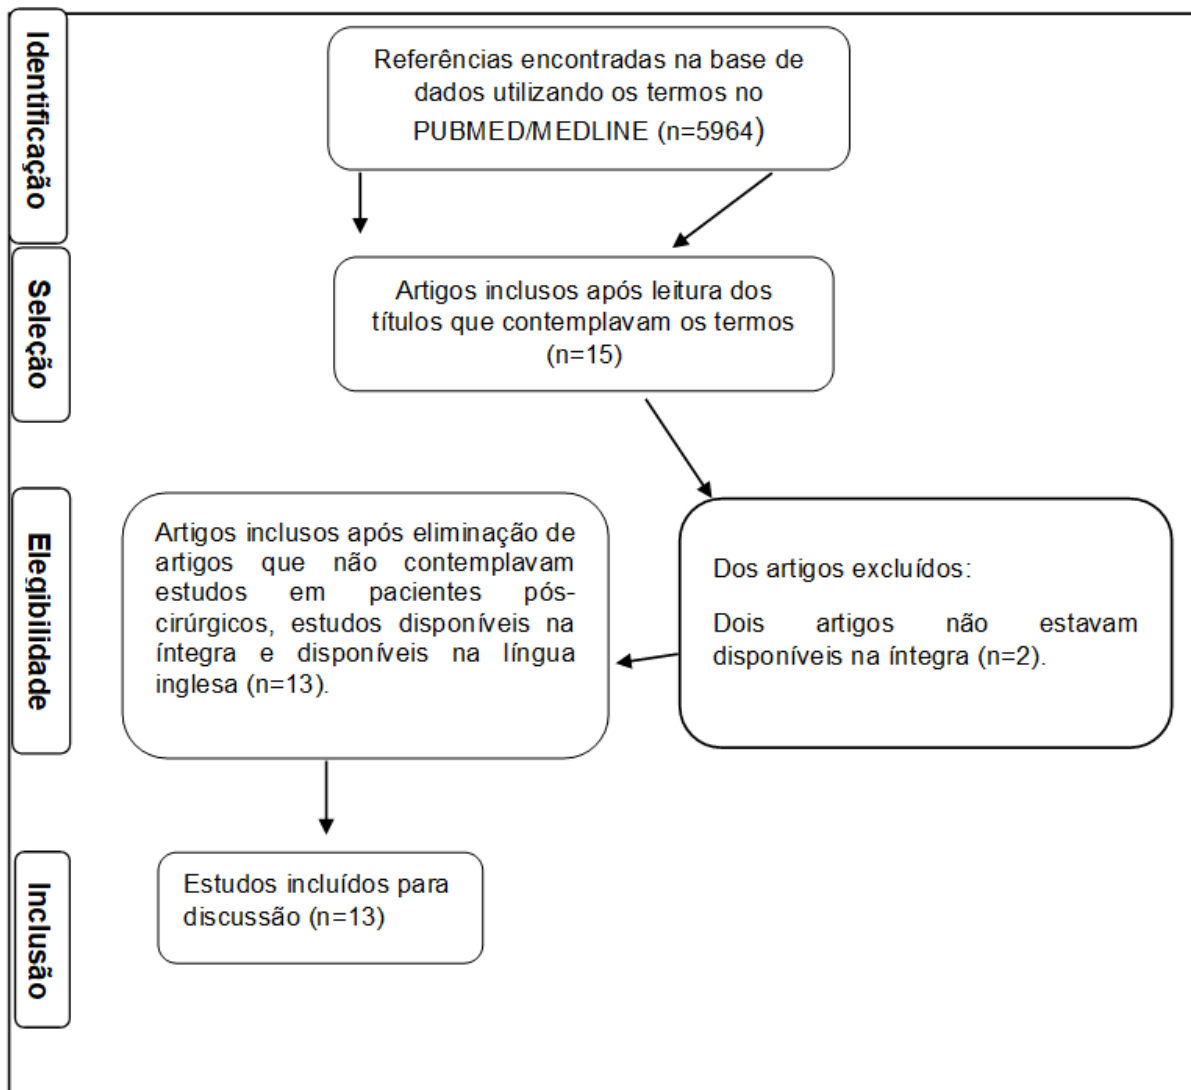 Identificação
Referências encontradas na base de
dados utilizando os termos no
PUBMED/MEDLINE (n=5964)
Seleção
Artigos inclusos após leitura dos
títulos que contemplavam os termos
(n=15)
Elegibilidade
Artigos inclusos após eliminação de
artigos que não contemplavam
estudos em pacientes pós-
cirúrgicos, estudos disponíveis na
íntegra e disponíveis na língua
inglesa (n=13).
Dos artigos excluídos:
Dois artigos não estavam
disponíveis na íntegra (n=2).
Inclusão
Estudos incluídos para
discussão (n=13)